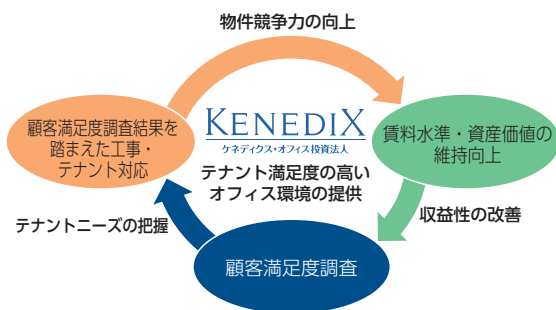 物件競争力の向上
顧客満足度調査結果を
踏まえた工事・
テナント対応
KENEDIX
ケネディクス・オフィス投資法人
テナント満足度の高い
オフィス環境の提供
賃料水準・資産価値の
維持向上
テナントニーズの把握
収益性の改善
顧客満足度調査